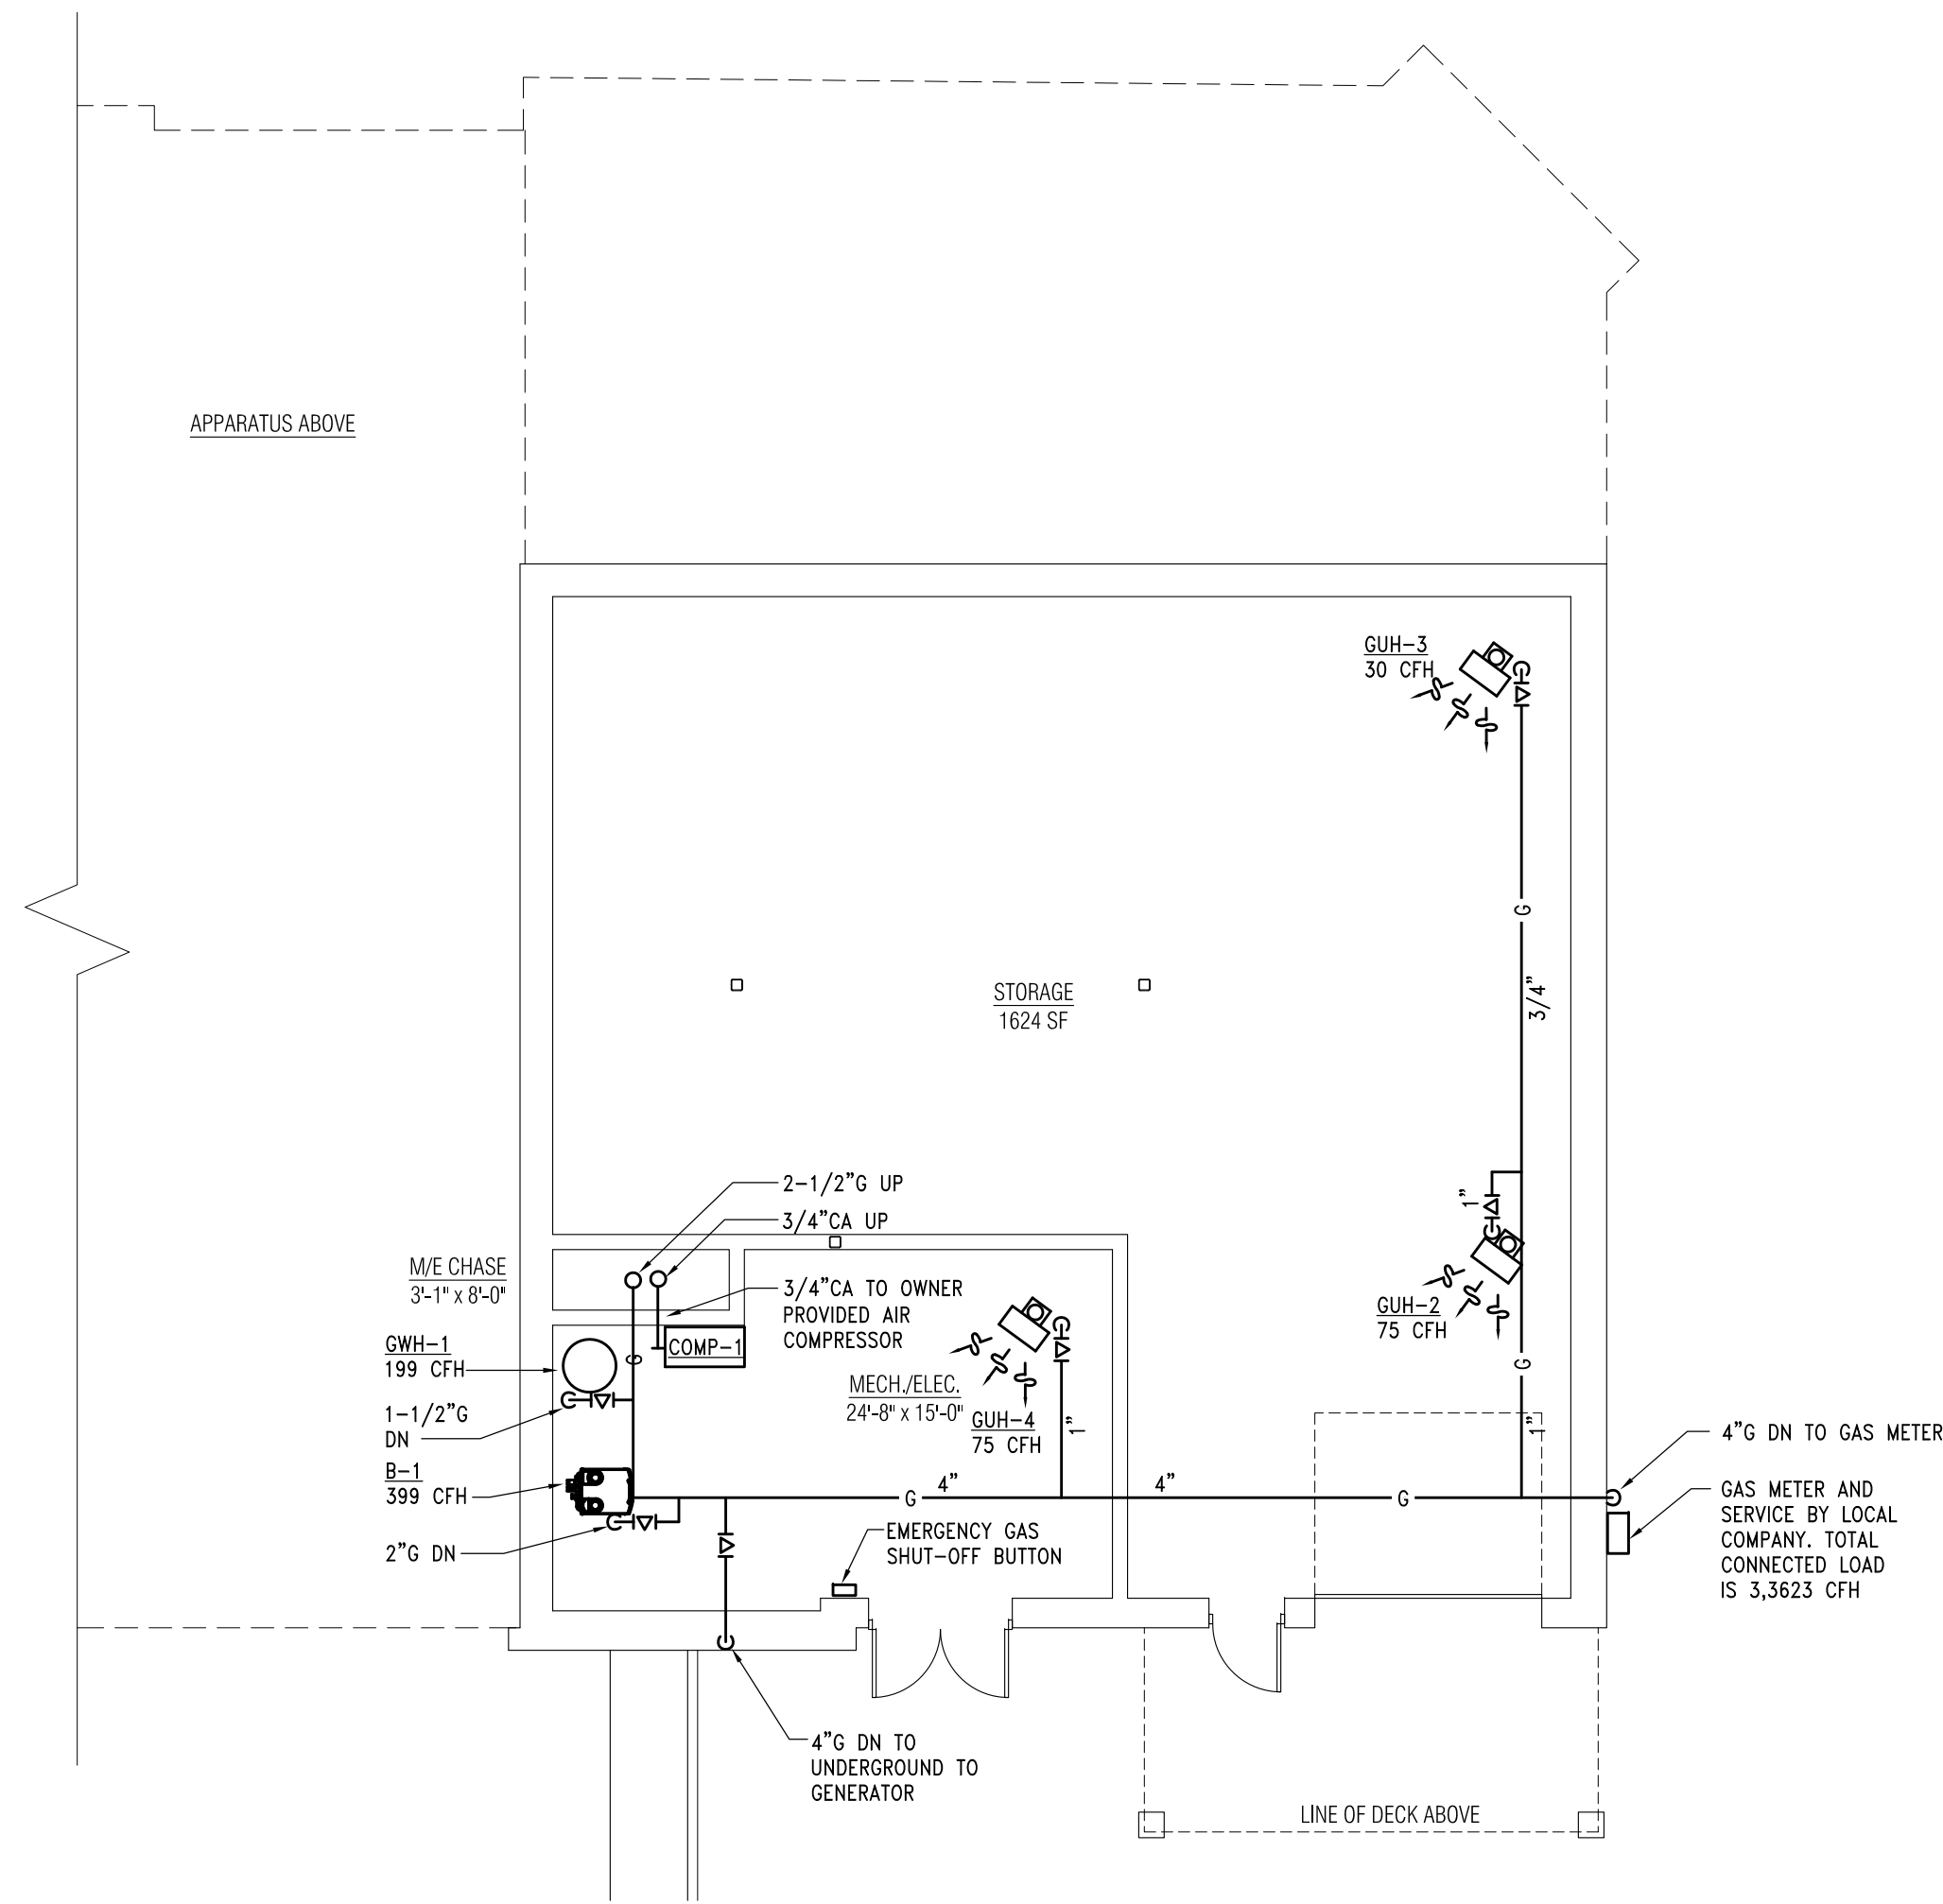 APPARATUS ABOVE
GUH-3
30 CFH
G
3/4"
STORAGE
1624 SF
2-1/2"G UP
3/4"CA UP
1"
M/E CHASE
3'-1" x 8'-0"
3/4"CA TO OWNER
PROVIDED AIR
COMPRESSOR
GUH-2
75 CFH
GWH-1
199 CFH
G
COMP-1
G
MECH./ELEC.
24'-8" x 15'-0"
GUH-4
75 CFH
1"
1"
1-1/2"G
DN
4"G DN TO GAS METER
B-1
399 CFH
4"
4"
G
G
GAS METER AND
SERVICE BY LOCAL
COMPANY. TOTAL
CONNECTED LOAD
IS 3,3623 CFH
EMERGENCY GAS
SHUT-OFF BUTTON
2"G DN
4"G DN TO
UNDERGROUND TO
GENERATOR
LINE OF DECK ABOVE